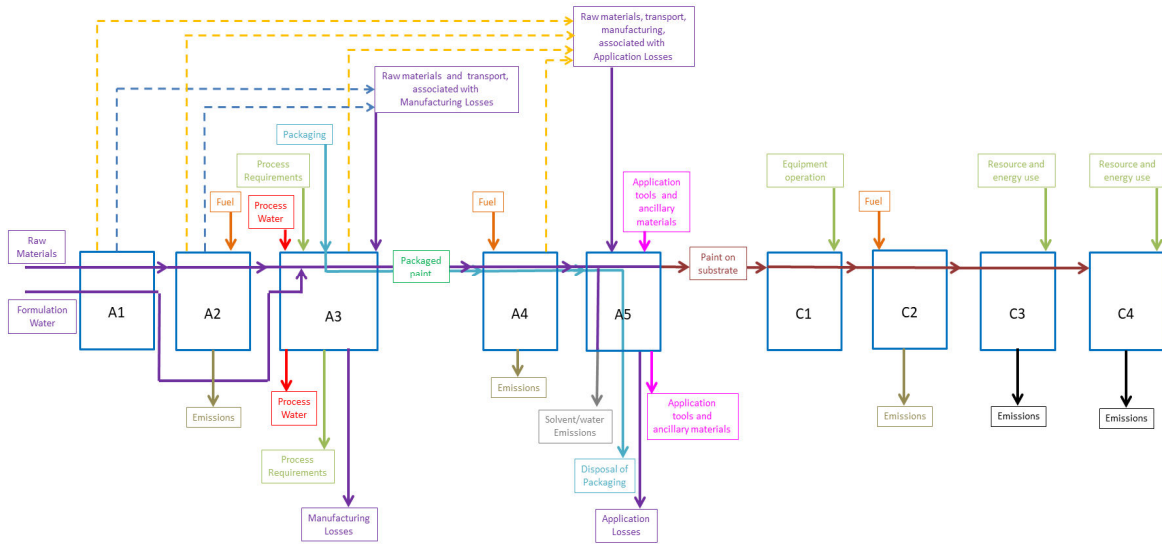 Raw materials, transport,
manufacturing,
associated with
Application Losses
Raw materials and transport,
associated with
Manufacturing Losses
Packaging
Process
Requirements
Equipment
operation
Resource and
energy use
Resource and
energy use
Fuel
Process
Water
Fuel
Application
tools and
ancillary
materials
Fuel
Raw
Materials
Packaged
paint
Paint on
substrate
Formulation
Water
A1
A2
A3
A4
A5
C1
C2
C3
C4
Emissions
Process
Water
Emissions
Solvent/water
Emissions
Application
tools and
ancillary materials
Emissions
Emissions
Emissions
Process
Requirements
Disposal of
Packaging
Manufacturing
Losses
Application
Losses